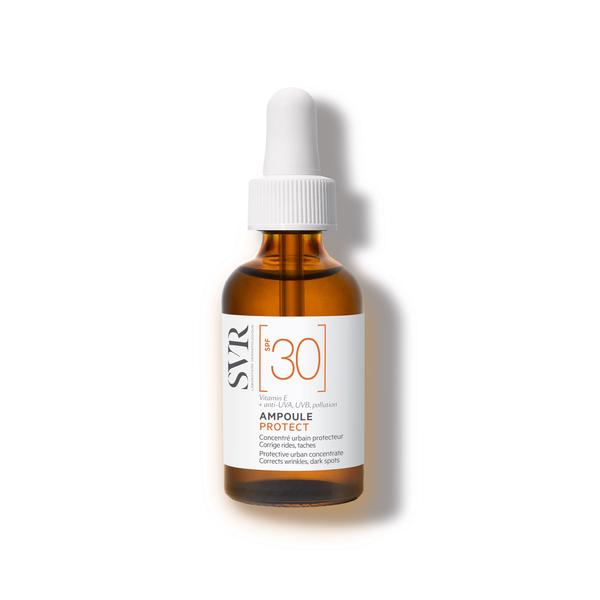 SVR
SPF
[30]
Vitamin E
+ anti-UVA, UVB, pollution
AMPOULE
PROTECT
Concentré urbain protecteur
Corrige rides, taches
Protective urban concentrate
Corrects wrinkles, dark spots